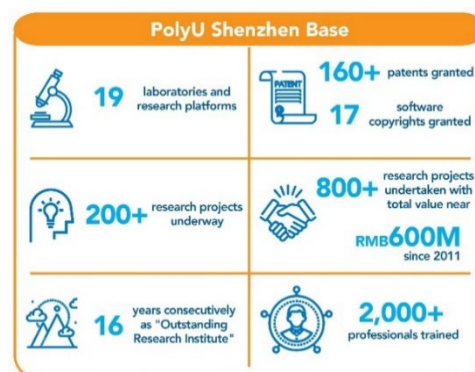 PolyU Shenzhen Base
19
laboratories and
research platforms
PATENT
160+ patents granted
17 software
copyrights granted
200+ research projects
underway
800+ research projects
undertaken with
total value near
RMB600M
since 2011
16 years consecutively
as "Outstanding
Research Institute"
2,000+
professionals trained